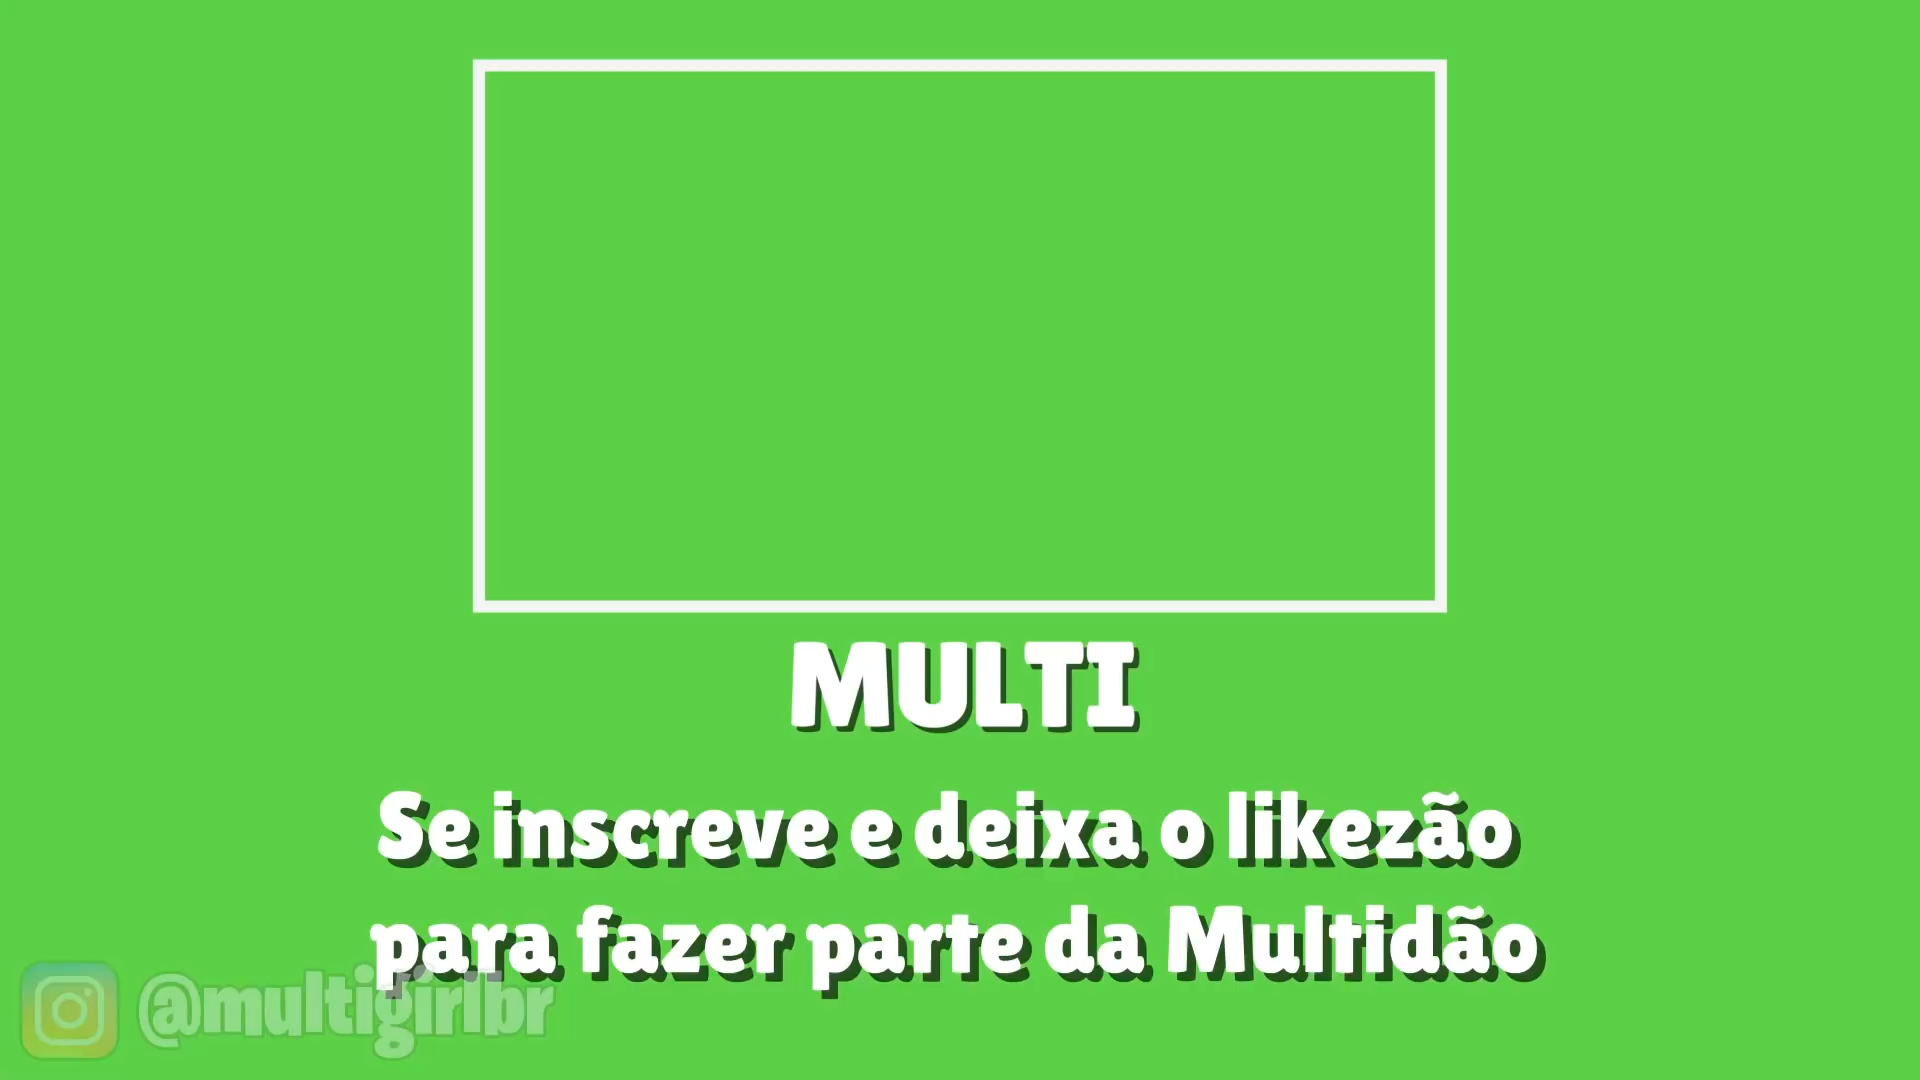 MULTI
Se inscreve e deixa o likezão
para fazer parte da Multidão
@multigirlbr